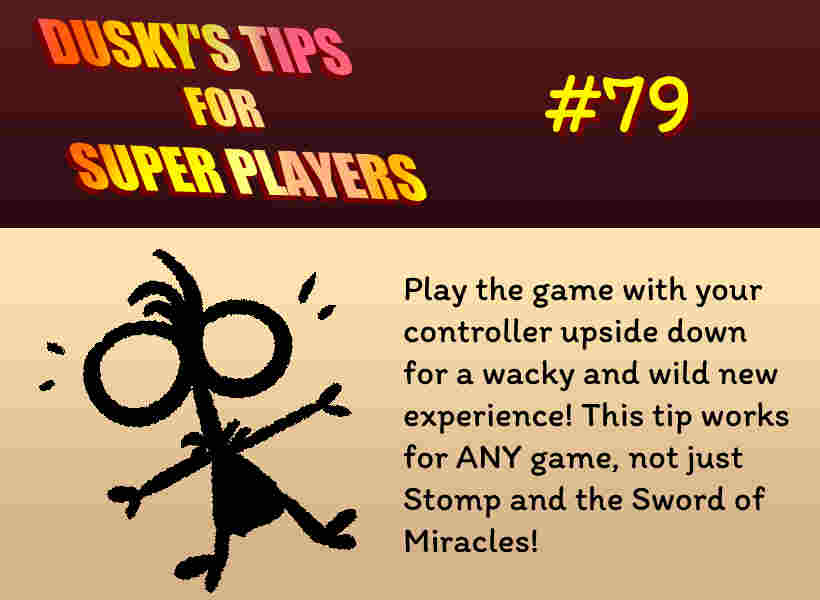 DUSKY'S TIPS
FOR
SUPER PLAYERS
#79
Play the game with your
controller upside down
for a wacky and wild new
experience! This tip works
for ANY game, not just
Stomp and the Sword of
Miracles!